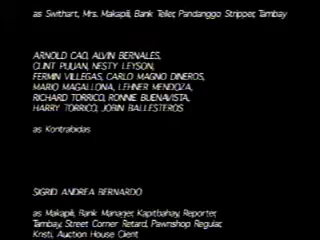 as Swithart, Mrs. Makapili, Bank Teller, Pandanggo Stripper, Tambay
ARNOLD CAO, ALVIN BERNALES,
CLINT PIJUAN, NESTY LEYSON,
FERMIN VILLEGAS, CARLO MAGNO DINEROS,
MARIO MAGALLONA, LEHNER MENDOZA,
RICHARD TORRICO, RONNIE BUENAVISTA,
HARRY TORRICO, JOBIN BALLESTEROS
as Kontrabidas
SIGRID ANDREA BERNARDO
as Makapili, Bank Manager, Kapitbahay, Reporter,
Tambay, Street Corner Retard, Pawnshop Regular,
Kristi, Auction House Client